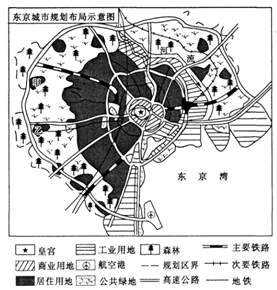 东京城市规划布局示意图
河
流
东京湾
皇宫 工业用地 森林 主要铁路
商业用地 航空港 规划区界 次要铁路
居住用地 公共绿地 高速公路 地铁